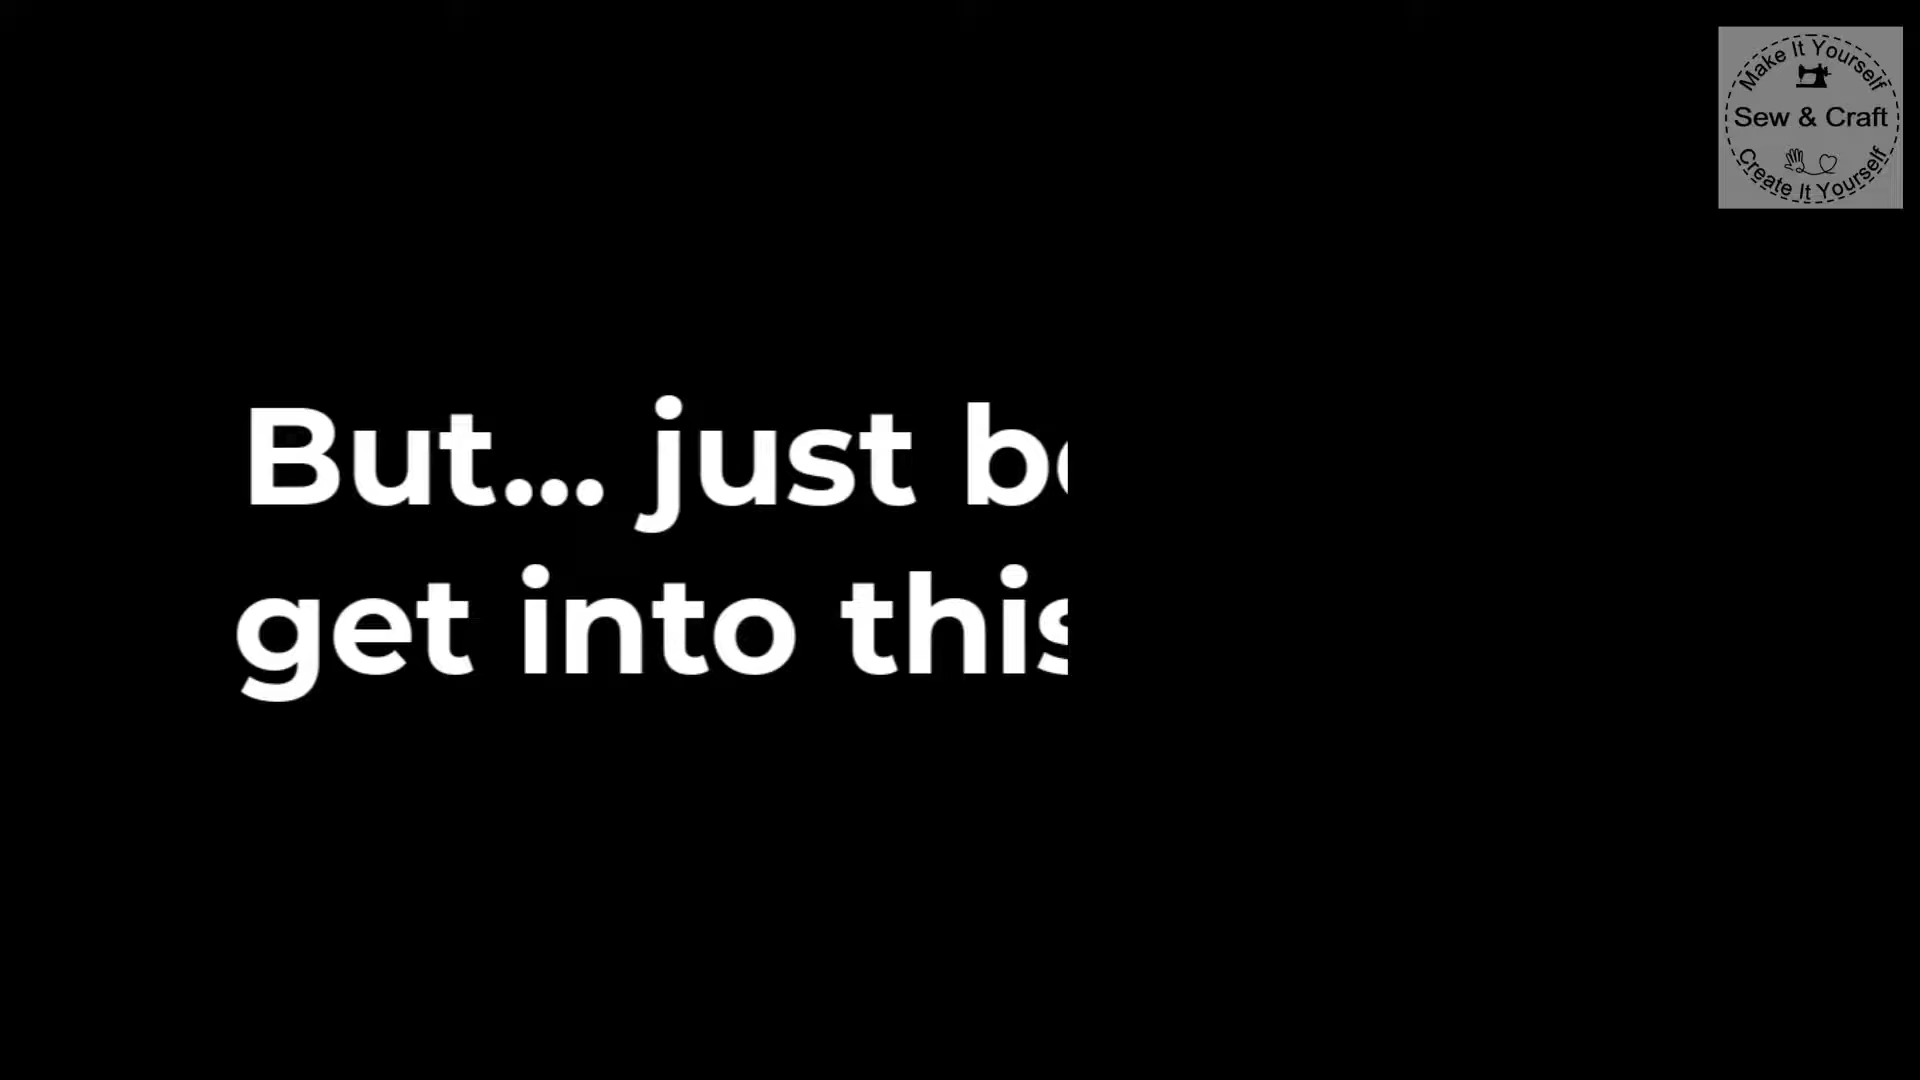 Make It Yourself
Sew & Craft
Create It Yourself
But... just
get into this